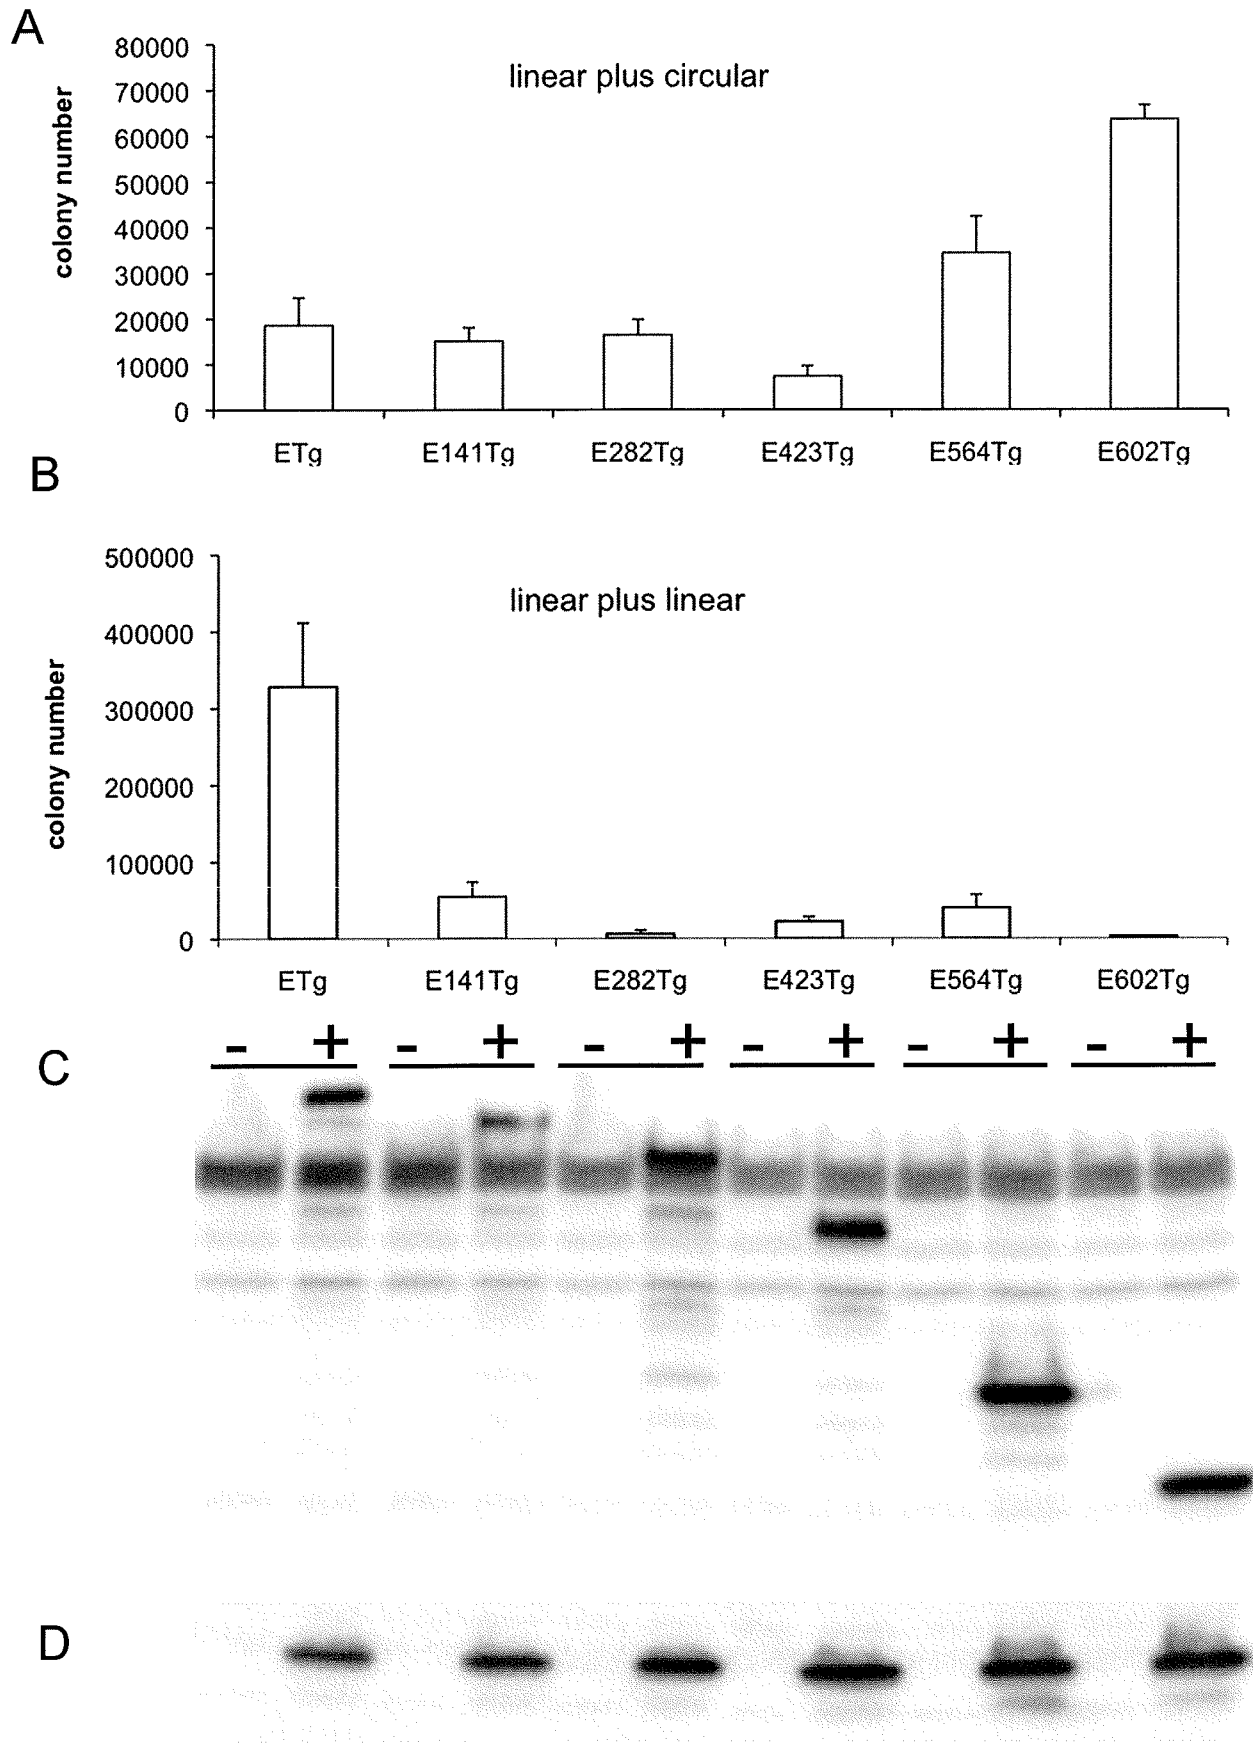 A
80000
70000
60000
50000
40000
30000
20000
10000
0
colony number
linear plus circular
ETg E141Tg E282Tg E423Tg E564Tg E602Tg
B
500000
400000
300000
200000
100000
0
colony number
linear plus linear
ETg E141Tg E282Tg E423Tg E564Tg E602Tg
- + - + - + - + - + - +
C
D